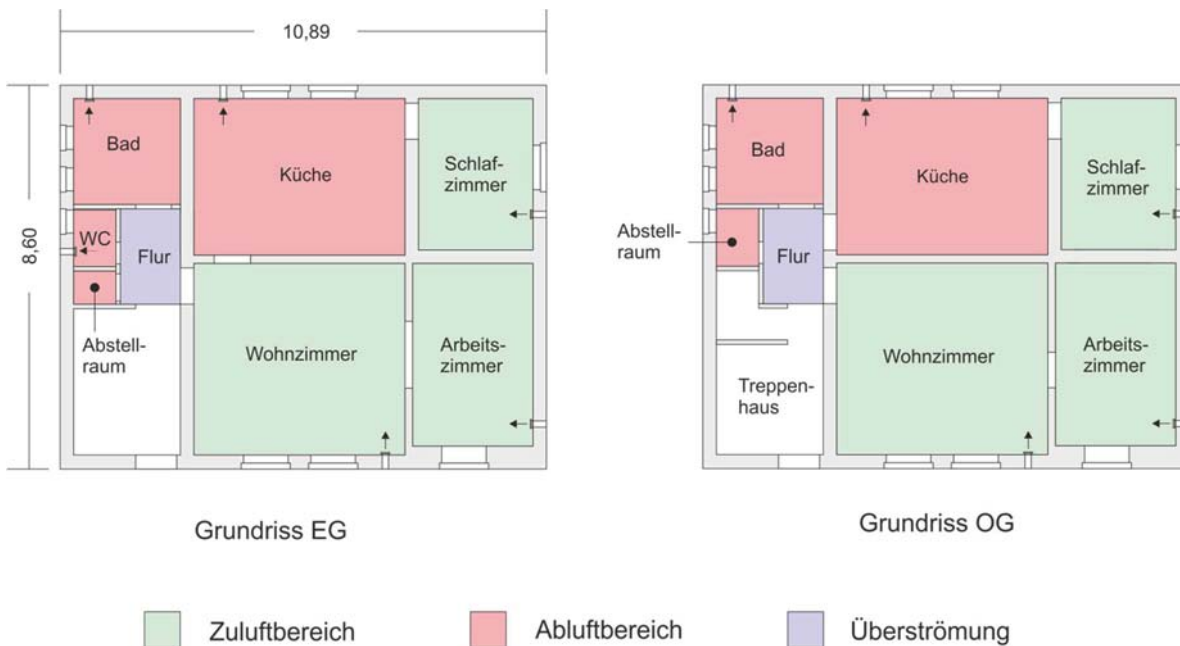 10,89
8,60
Bad
Küche
Schlaf-
zimmer
WC
Flur
Abstell-
raum
Wohnzimmer
Arbeits-
zimmer
Grundriss EG
Bad
Küche
Schlaf-
zimmer
Abstell-
raum
Flur
Wohnzimmer
Arbeits-
zimmer
Treppen-
haus
Grundriss OG
Zuluftbereich
Abluftbereich
Überströmung